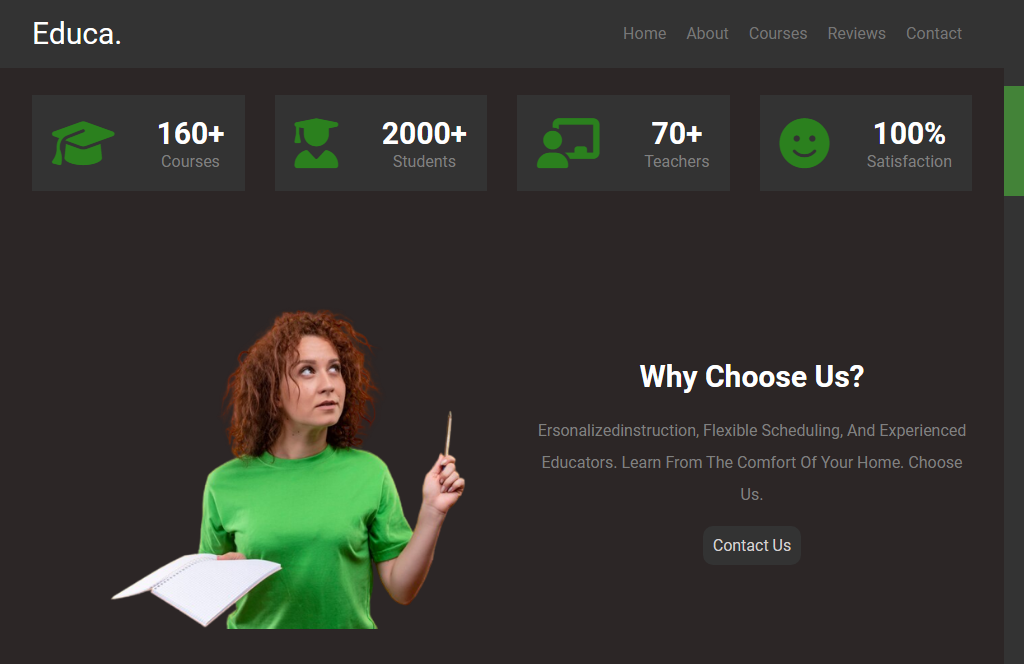 Educa.
Home About Courses Reviews Contact
160+
Courses
2000+
Students
70+
Teachers
100%
Satisfaction
Why Choose Us?
Ersonalizedinstruction, Flexible Scheduling, And Experienced
Educators. Learn From The Comfort Of Your Home. Choose
Us.
Contact Us